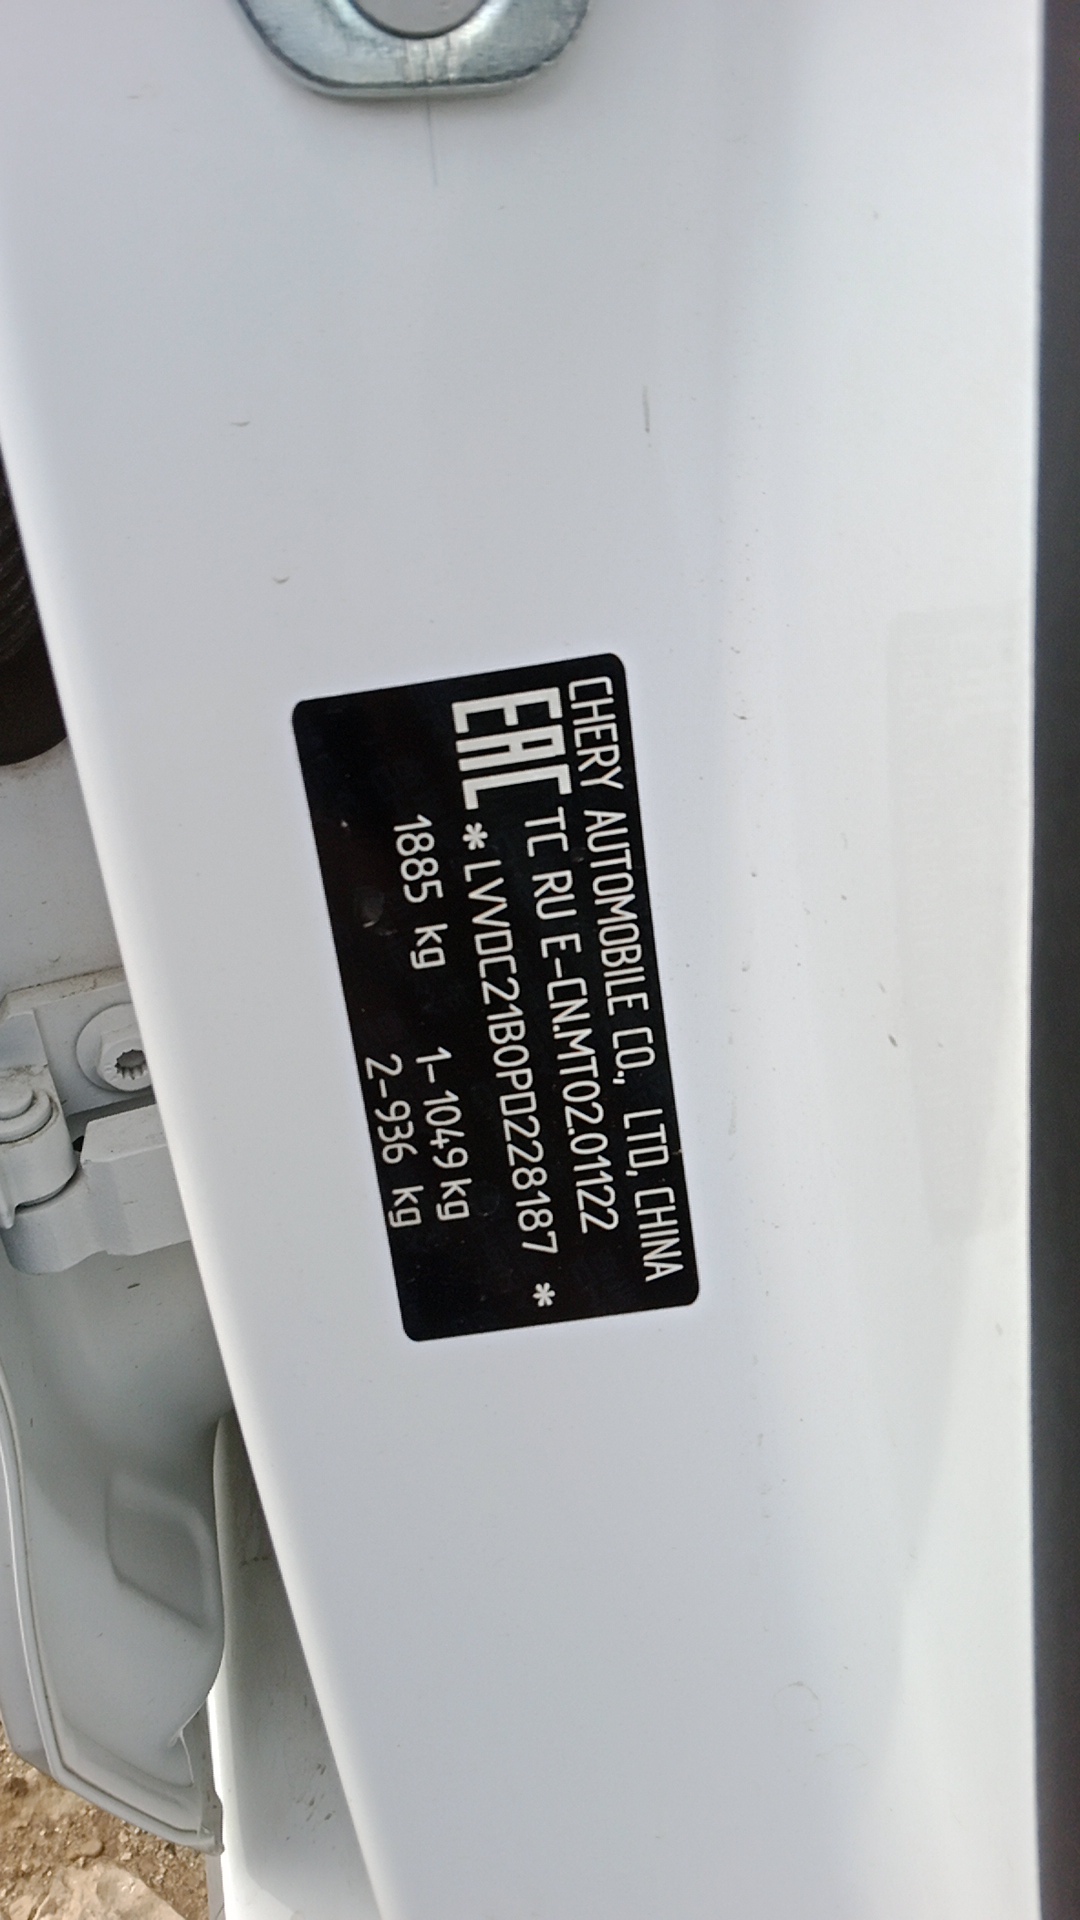 CHERY AUTOMOBILE CO., LTD, CHINA
EAC TC RU E-CN.MT02.01122
*LVVDC21B0PD228187 *
1885 kg 1-1049 kg
2-936 kg